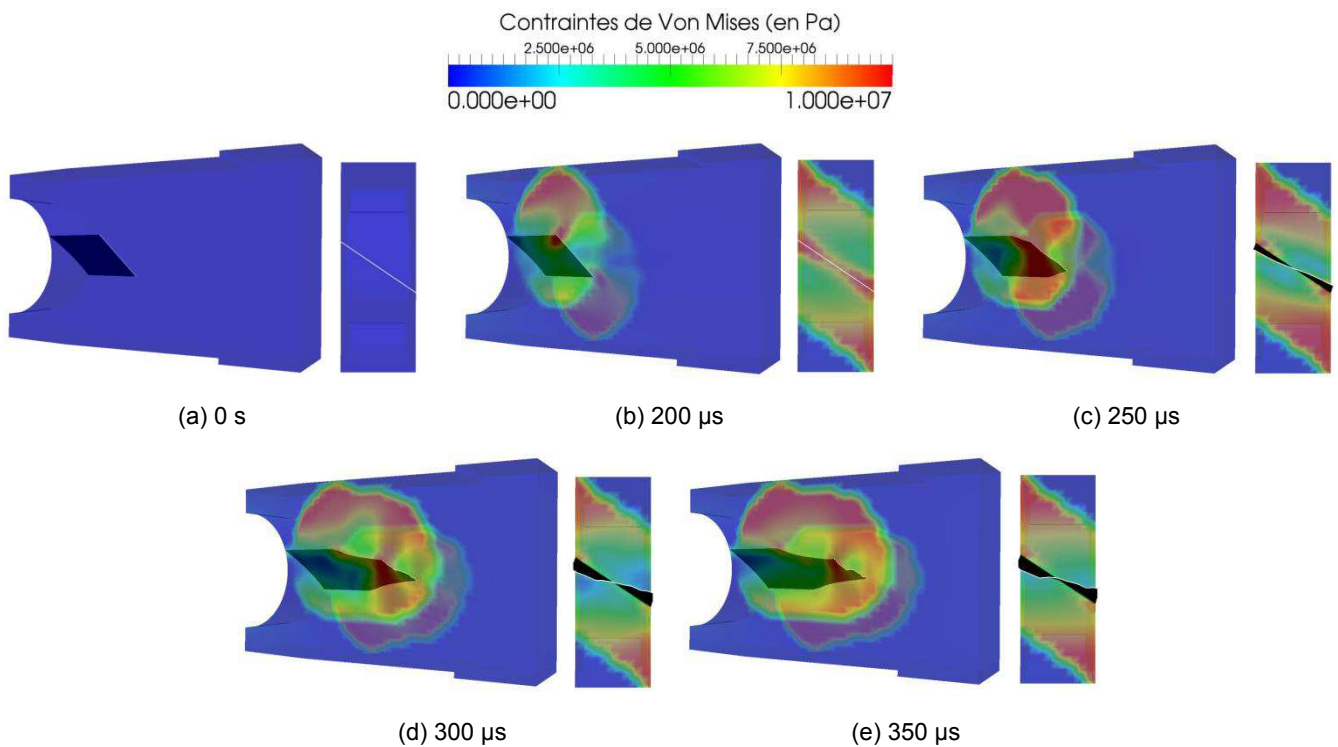 Contraintes de Von Mises (en Pa)
2.500e+06 5.000e+06 7.500e+06
0.000e+00 1.000e+07
(a) 0 s (b) 200 µs (c) 250 µs
(d) 300 µs (e) 350 µs